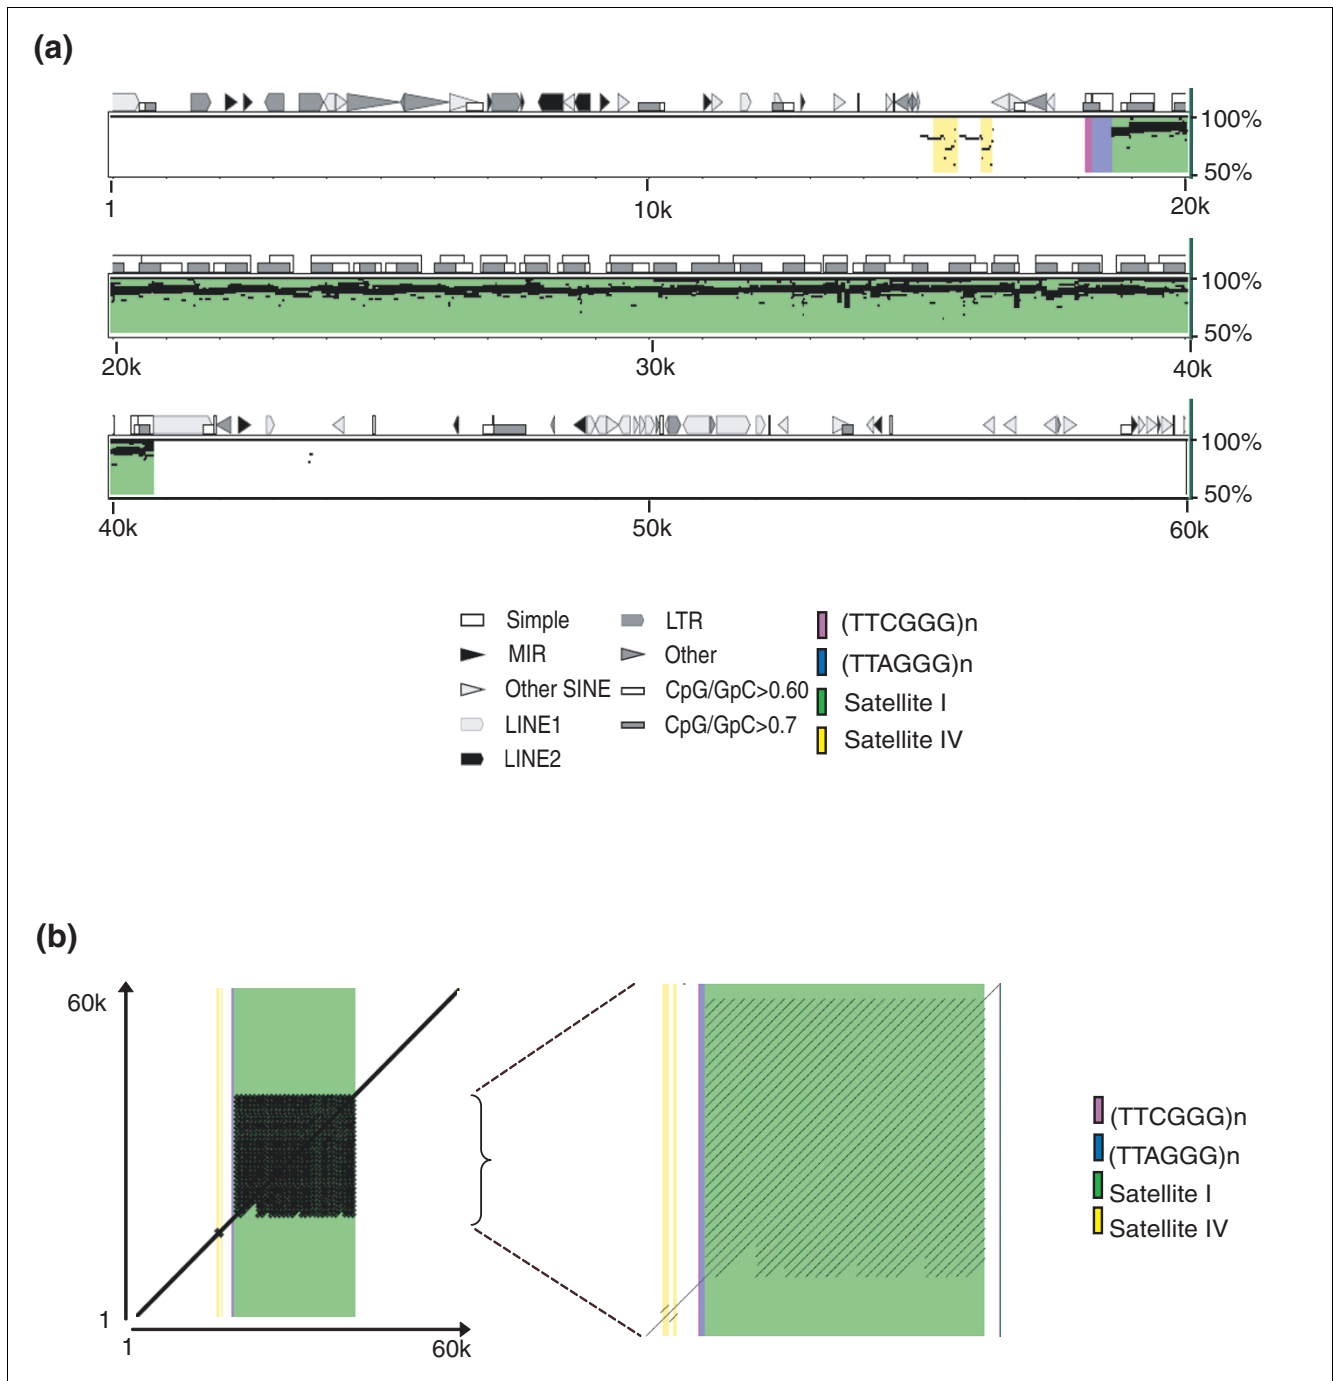 (a)
100%
50%
1 10k 20k
100%
50%
20k 30k 40k
100%
50%
40k 50k 60k
Simple LTR (TTCGGG)n
MIR Other (TTAGGG)n
Other SINE CpG/GpC>0.60 Satellite I
LINE1 CpG/GpC>0.7 Satellite IV
LINE2
(b)
60k
1
1 60k
(TTCGGG)n
(TTAGGG)n
Satellite I
Satellite IV